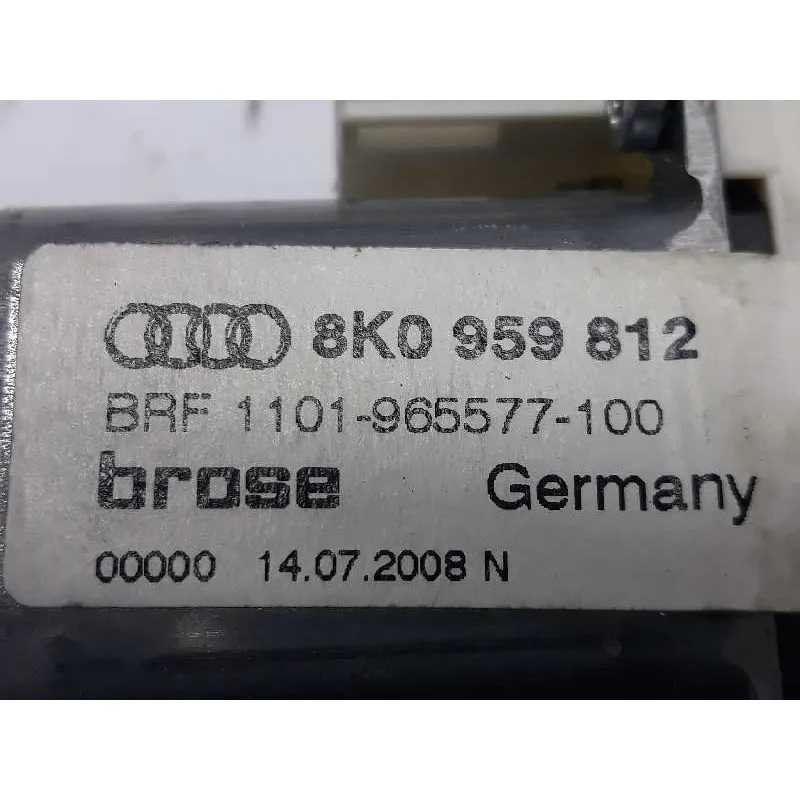 8K0 959 812
BRF 1101-965577-100
brose Germany
00000 14.07.2008 N